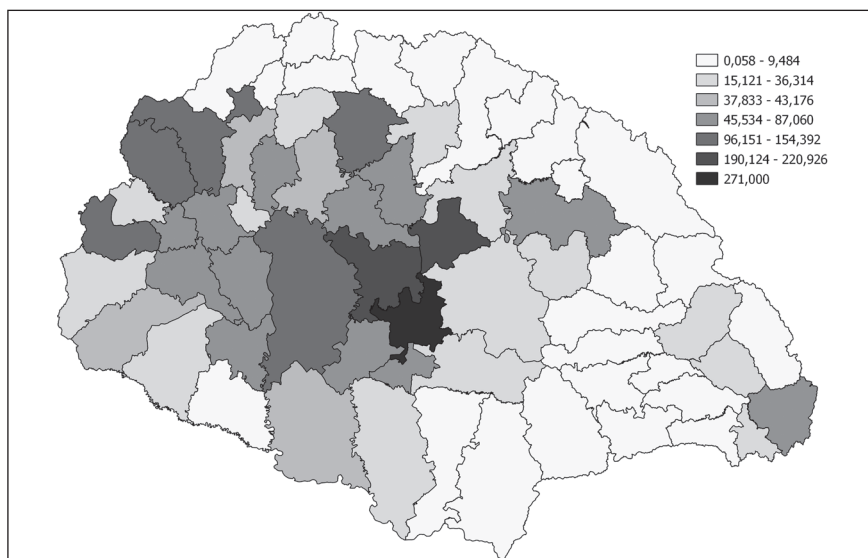 0,058 - 9,484
15,121 - 36,314
37,833 - 43,176
45,534 - 87,060
96,151 - 154,392
190,124 - 220,926
271,000